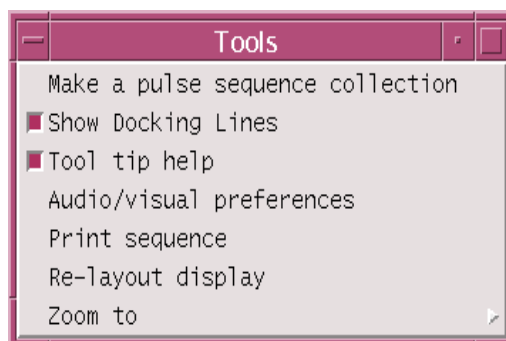 Tools
Make a pulse sequence collection
Show Docking Lines
Tool tip help
Audio/visual preferences
Print sequence
Re-layout display
Zoom to